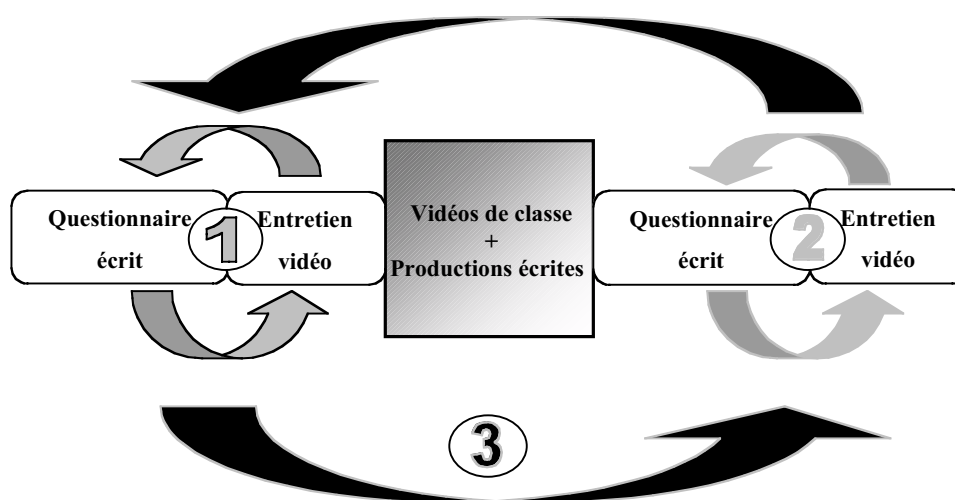 Questionnaire
écrit
1
Entretien
vidéo
Vidéos de classe
+
Productions écrites
Questionnaire
écrit
2
Entretien
vidéo
3